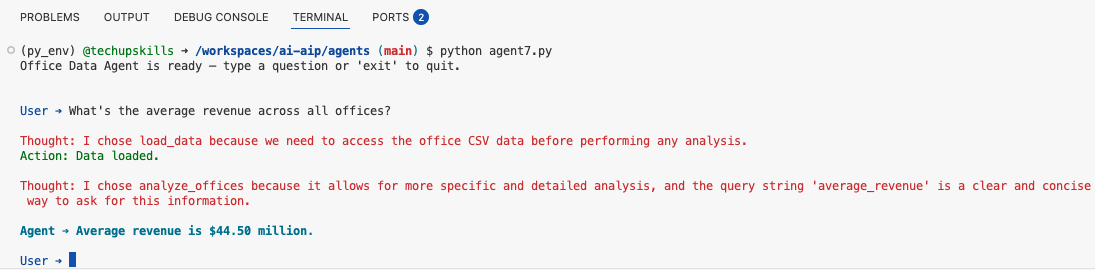 PROBLEMS OUTPUT DEBUG CONSOLE TERMINAL PORTS 2
(py_env) @techupskills → /workspaces/ai-aip/agents (main) $ python agent7.py
Office Data Agent is ready — type a question or 'exit' to quit.
User → What's the average revenue across all offices?
Thought: I chose load_data because we need to access the office CSV data before performing any analysis.
Action: Data loaded.
Thought: I chose analyze_offices because it allows for more specific and detailed analysis, and the query string 'average_revenue' is a clear and concise
way to ask for this information.
Agent → Average revenue is $44.50 million.
User →